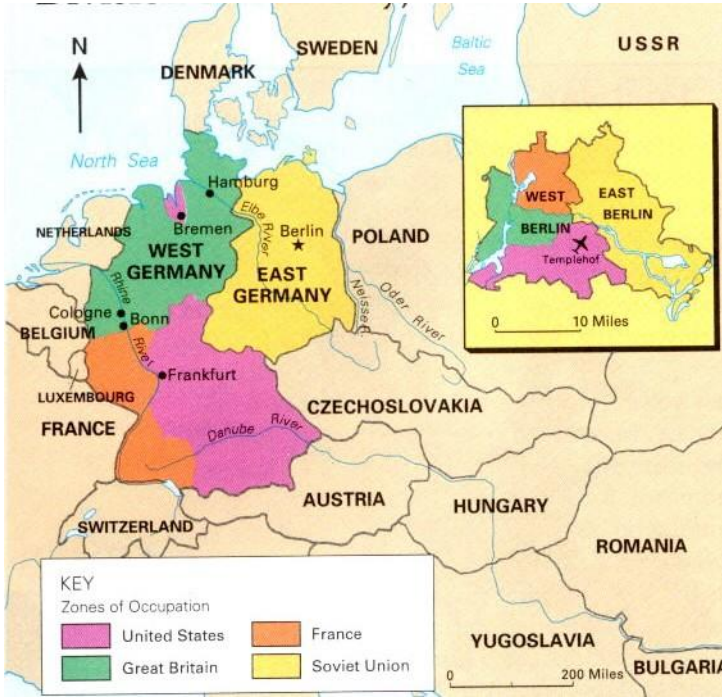 N
SWEDEN
Baltic
Sea
USSR
DENMARK
North Sea
Hamburg
Bremen
Elbe River
Berlin
NETHERLANDS
WEST
GERMANY
EAST
GERMANY
POLAND
Neisse R.
Oder River
WEST
BERLIN
EAST
BERLIN
Templehof
0 10 Miles
Rhine
River
Cologne
Bonn
BELGIUM
Frankfurt
LUXEMBOURG
FRANCE
CZECHOSLOVAKIA
Danube River
AUSTRIA
HUNGARY
SWITZERLAND
ROMANIA
KEY
Zones of Occupation
United States
France
Great Britain
Soviet Union
YUGOSLAVIA
0 200 Miles
BULGARIA